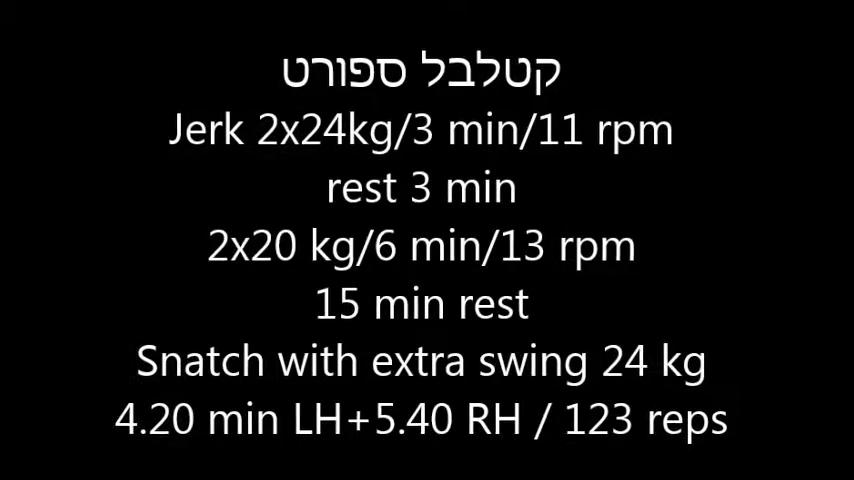 קטלבל ספורט
Jerk 2x24kg/3 min/11 rpm
rest 3 min
2x20 kg/6 min/13 rpm
15 min rest
Snatch with extra swing 24 kg
4.20 min LH+5.40 RH / 123 reps